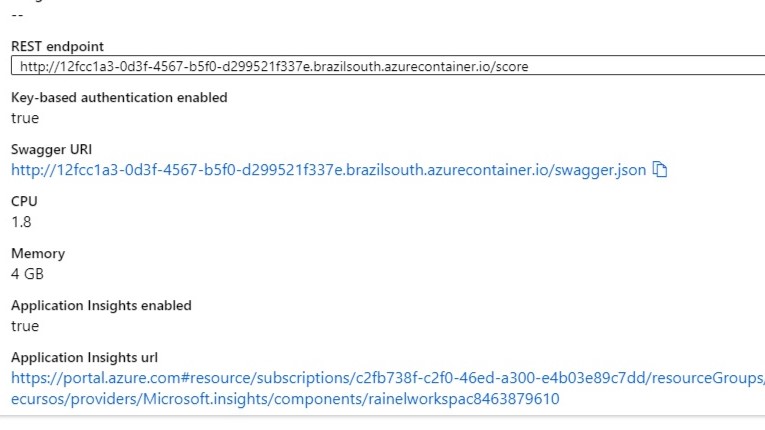 --
REST endpoint
http://12fcc1a3-0d3f-4567-b5f0-d299521f337e.brazilsouth.azurecontainer.io/score
Key-based authentication enabled
true
Swagger URI
http://12fcc1a3-0d3f-4567-b5f0-d299521f337e.brazilsouth.azurecontainer.io/swagger.json
CPU
1.8
Memory
4 GB
Application Insights enabled
true
Application Insights url
https://portal.azure.com#resource/subscriptions/c2fb738f-c2f0-46ed-a300-e4b03e89c7dd/resourceGroups/
ecursos/providers/Microsoft.insights/components/rainelworkspac8463879610